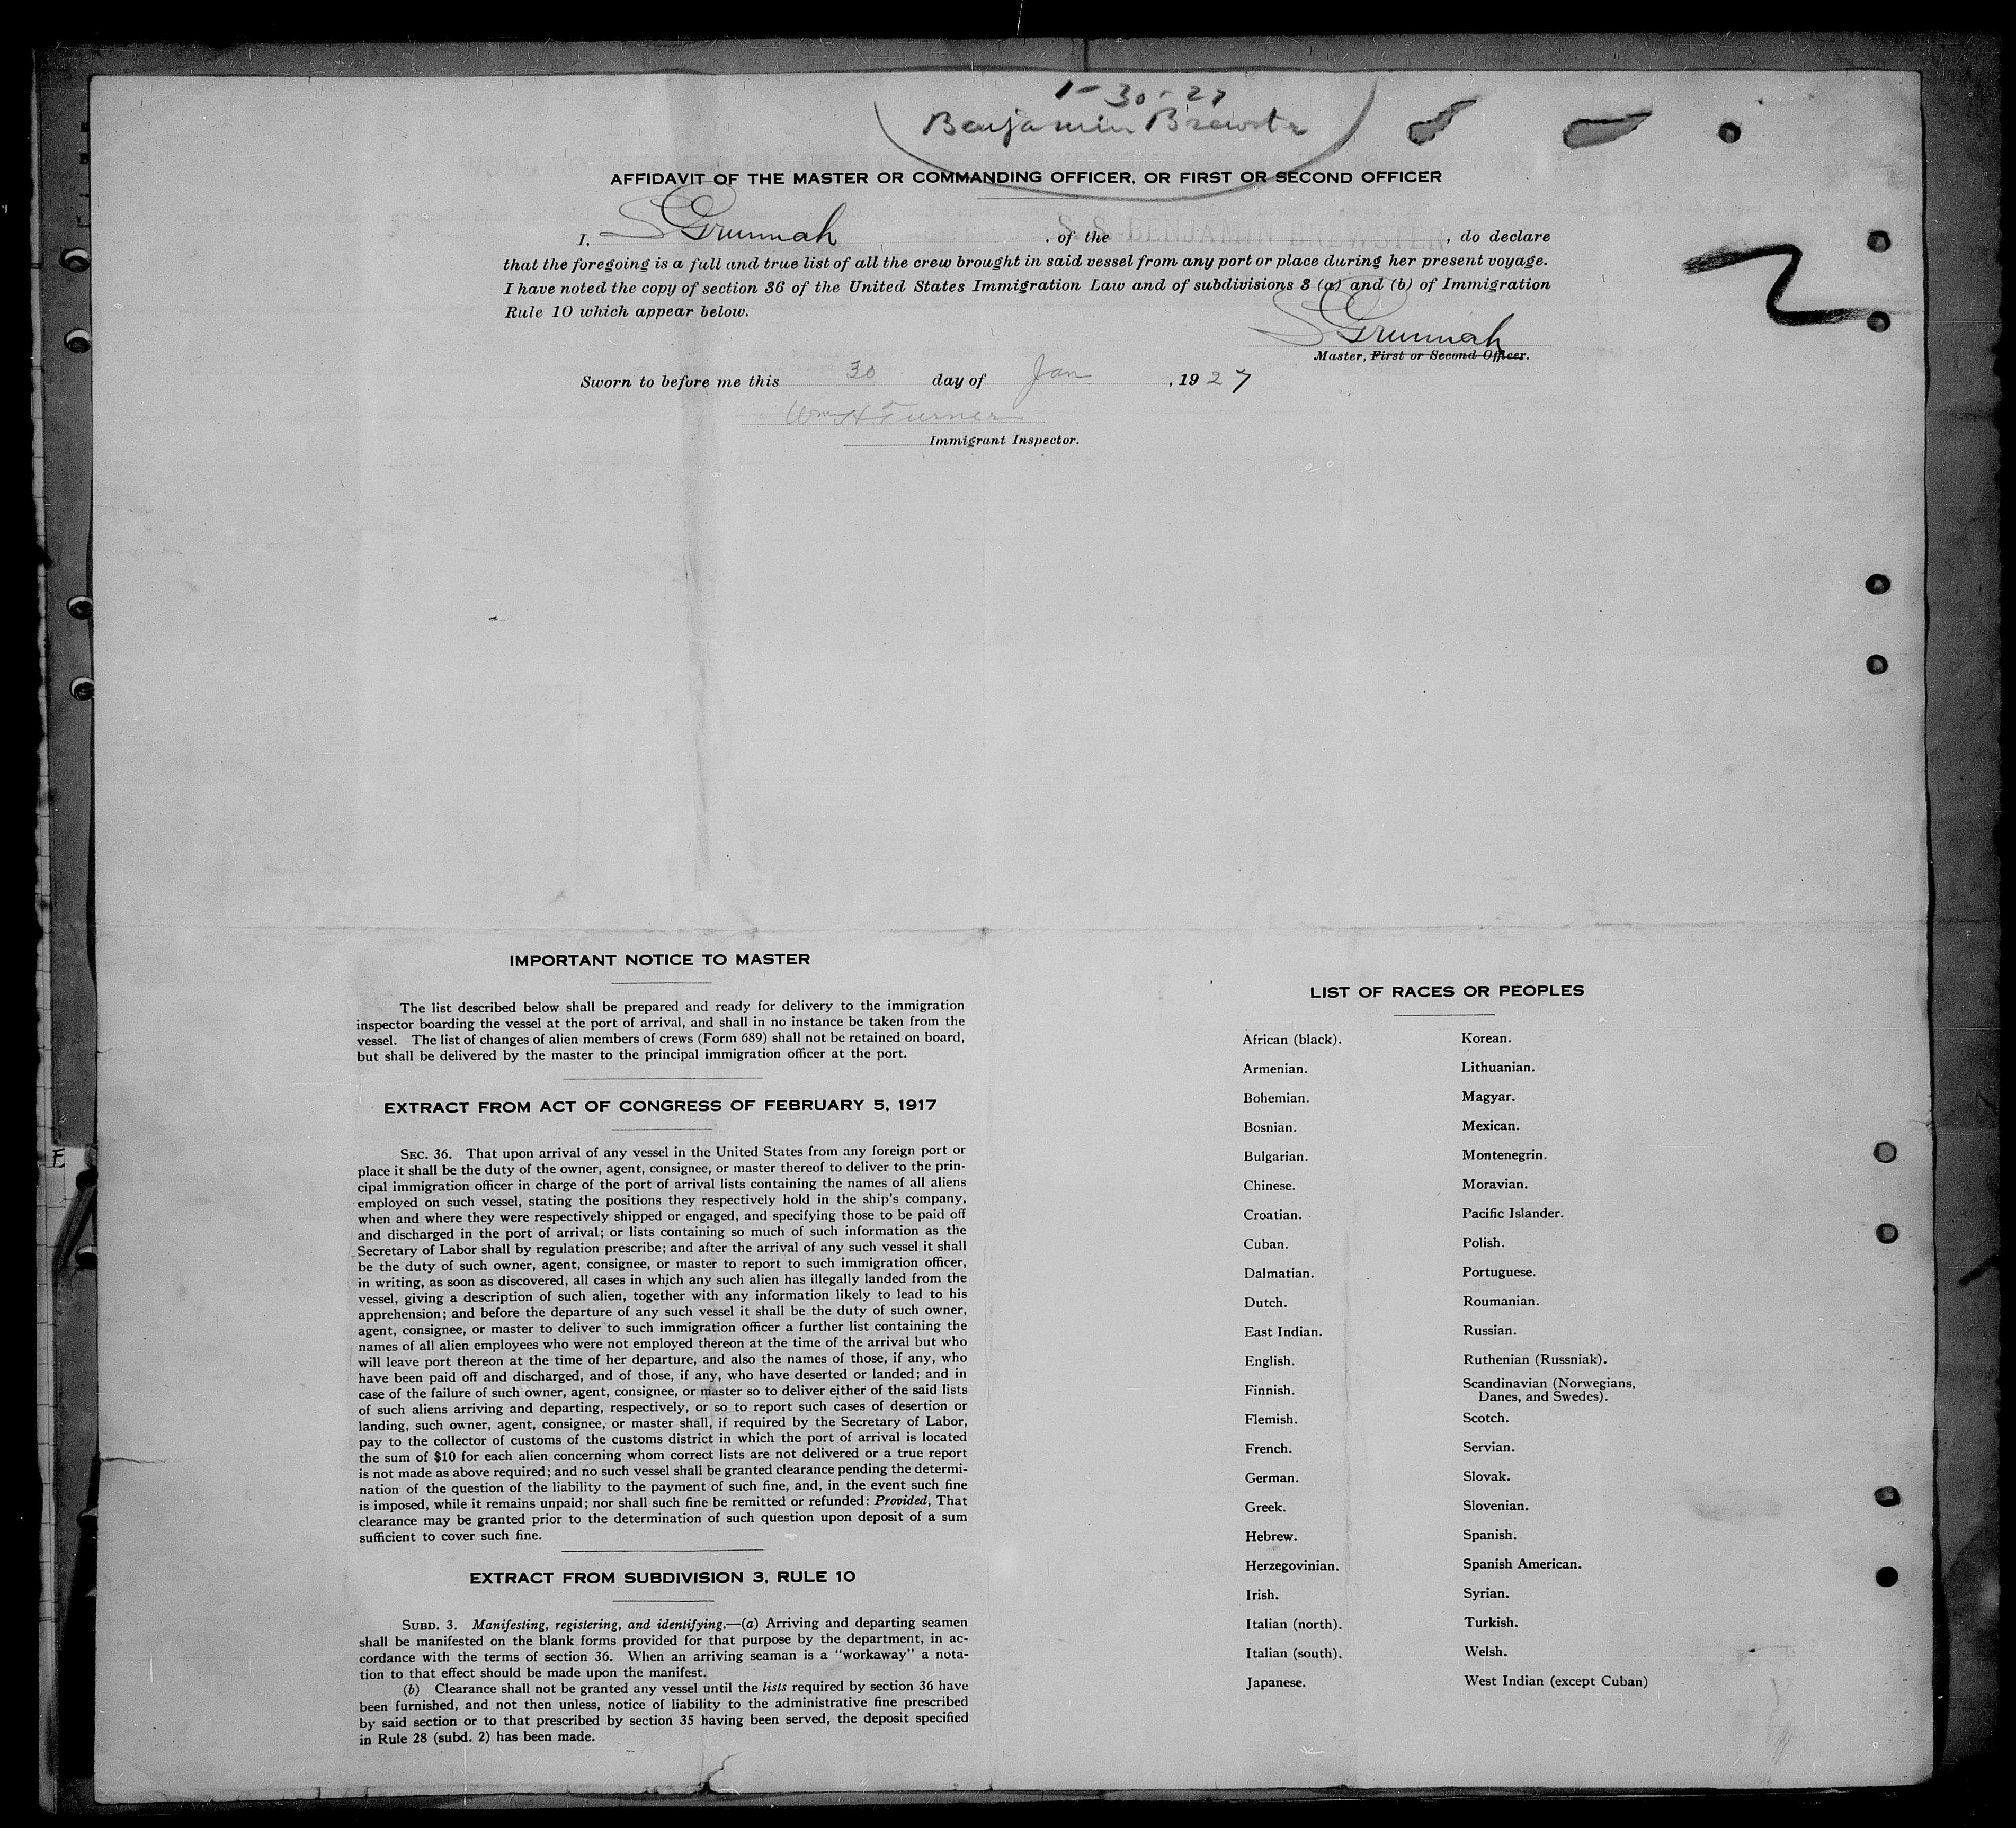 1-30-27
Benjamin Brewster
AFFIDAVIT OF THE MASTER OR COMMANDING OFFICER, OR FIRST OR SECOND OFFICER
I, S Grunnah, of the S. S. BENJAMIN BREWSTER, do declare
that the foregoing is a full and true list of all the crew brought in said vessel from any port or place during her present voyage.
I have noted the copy of section 36 of the United States Immigration Law and of subdivisions 3 (a) and (b) of Immigration
Rule 10 which appear below.
S Grunnah
Master, First or Second Officer.
Sworn to before me this 30 day of Jan, 1927
Wm H Turner
Immigrant Inspector.
2
IMPORTANT NOTICE TO MASTER
The list described below shall be prepared and ready for delivery to the immigration
inspector boarding the vessel at the port of arrival, and shall in no instance be taken from the
vessel. The list of changes of alien members of crews (Form 689) shall not be retained on board,
but shall be delivered by the master to the principal immigration officer at the port.
EXTRACT FROM ACT OF CONGRESS OF FEBRUARY 5, 1917
SEC. 36. That upon arrival of any vessel in the United States from any foreign port or
place it shall be the duty of the owner, agent, consignee, or master thereof to deliver to the prin-
cipal immigration officer in charge of the port of arrival lists containing the names of all aliens
employed on such vessel, stating the positions they respectively hold in the ship's company,
when and where they were respectively shipped or engaged, and specifying those to be paid off
and discharged in the port of arrival; or lists containing so much of such information as the
Secretary of Labor shall by regulation prescribe; and after the arrival of any such vessel it shall
be the duty of such owner, agent, consignee, or master to report to such immigration officer,
in writing, as soon as discovered, all cases in which any such alien has illegally landed from the
vessel, giving a description of such alien, together with any information likely to lead to his
apprehension; and before the departure of any such vessel it shall be the duty of such owner,
agent, consignee, or master to deliver to such immigration officer a further list containing the
names of all alien employees who were not employed thereon at the time of the arrival but who
will leave port thereon at the time of her departure, and also the names of those, if any, who
have been paid off and discharged, and of those, if any, who have deserted or landed; and in
case of the failure of such owner, agent, consignee, or master so to deliver either of the said lists
of such aliens arriving and departing, respectively, or so to report such cases of desertion or
landing, such owner, agent, consignee, or master shall, if required by the Secretary of Labor,
pay to the collector of customs of the customs district in which the port of arrival is located
the sum of $10 for each alien concerning whom correct lists are not delivered or a true report
is not made as above required; and no such vessel shall be granted clearance pending the determi-
nation of the question of the liability to the payment of such fine, and, in the event such fine
is imposed, while it remains unpaid; nor shall such fine be remitted or refunded: Provided, That
clearance may be granted prior to the determination of such question upon deposit of a sum
sufficient to cover such fine.
EXTRACT FROM SUBDIVISION 3, RULE 10
SUBD. 3. Manifesting, registering, and identifying.—(a) Arriving and departing seamen
shall be manifested on the blank forms provided for that purpose by the department, in ac-
cordance with the terms of section 36. When an arriving seaman is a "workaway" a nota-
tion to that effect should be made upon the manifest.
(b) Clearance shall not be granted any vessel until the lists required by section 36 have
been furnished, and not then unless, notice of liability to the administrative fine prescribed
by said section or to that prescribed by section 35 having been served, the deposit specified
in Rule 28 (subd. 2) has been made.
LIST OF RACES OR PEOPLES
African (black).
Armenian.
Bohemian.
Bosnian.
Bulgarian.
Chinese.
Croatian.
Cuban.
Dalmatian.
Dutch.
East Indian.
English.
Finnish.
Flemish.
French.
German.
Greek.
Hebrew.
Herzegovinian.
Irish.
Italian (north).
Italian (south).
Japanese.
Korean.
Lithuanian.
Magyar.
Mexican.
Montenegrin.
Moravian.
Pacific Islander.
Polish.
Portuguese.
Roumanian.
Russian.
Ruthenian (Russniak).
Scandinavian (Norwegians,
Danes, and Swedes).
Scotch.
Servian.
Slovak.
Slovenian.
Spanish.
Spanish American.
Syrian.
Turkish.
Welsh.
West Indian (except Cuban)